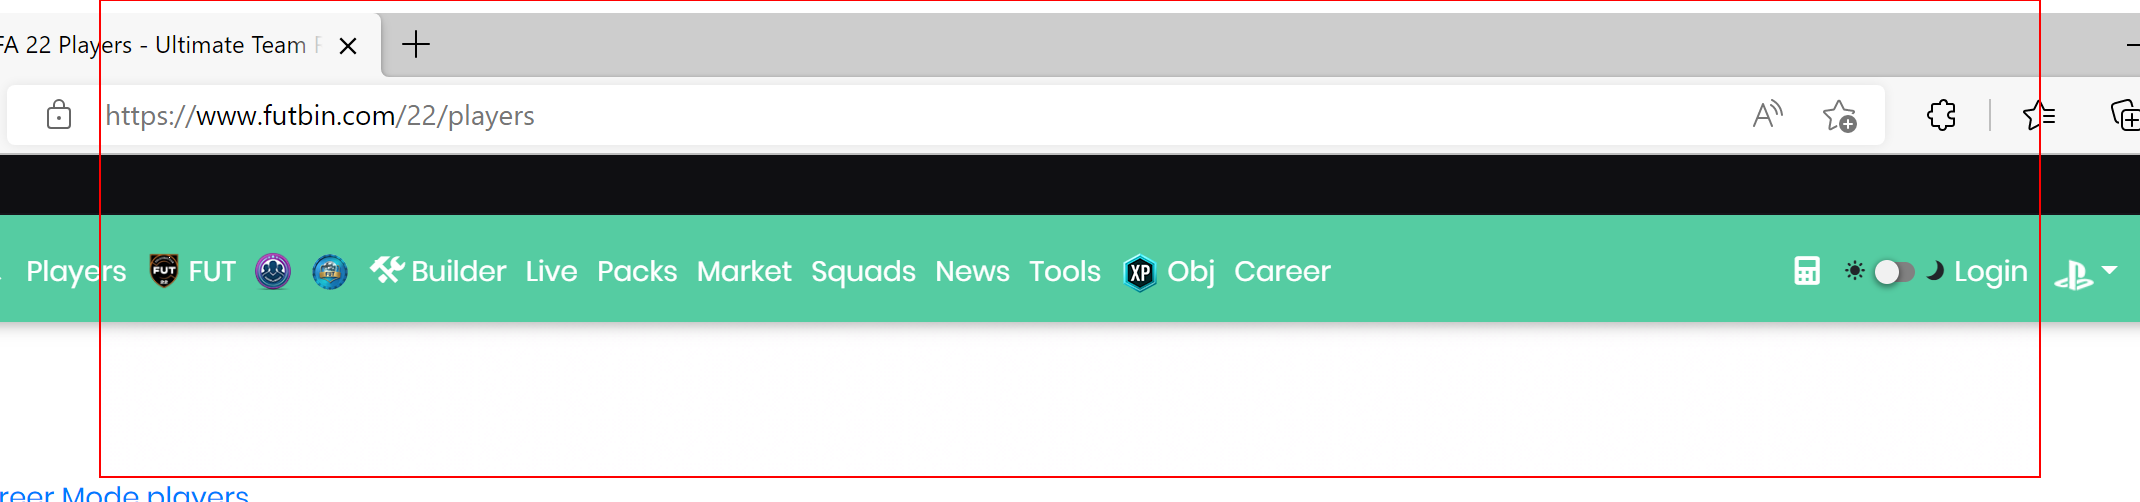 FA 22 Players - Ultimate Team
https://www.futbin.com/22/players
Players FUT Builder Live Packs Market Squads News Tools XP Obj Career Login
reer Mode players